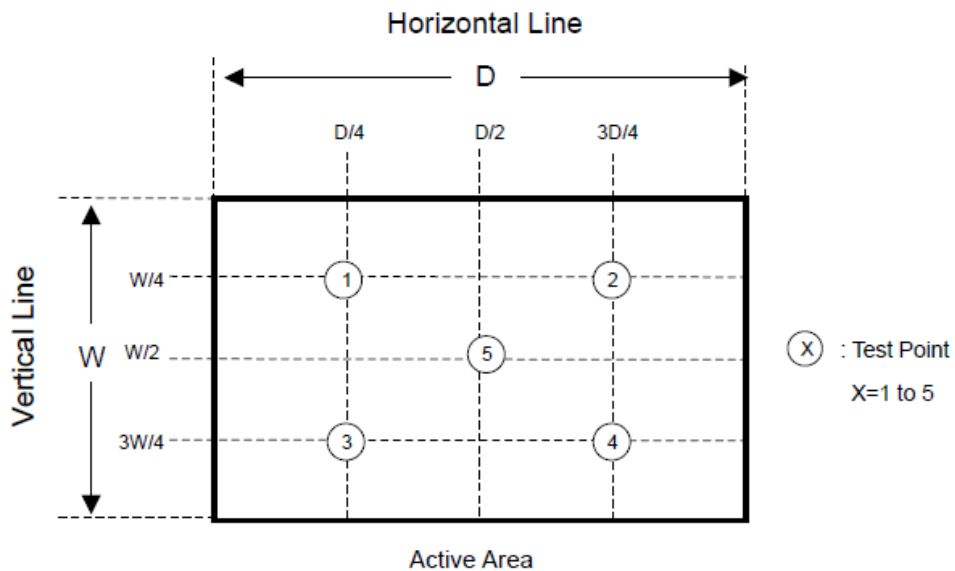 Horizontal Line
D
D/4
D/2
3D/4
Vertical Line
W
W/4
W/2
3W/4
1
2
5
3
4
X : Test Point
X=1 to 5
Active Area